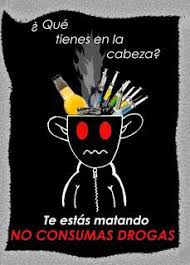 ¿ Qué
tienes en la
cabeza?
Te estás matando
NO CONSUMAS DROGAS